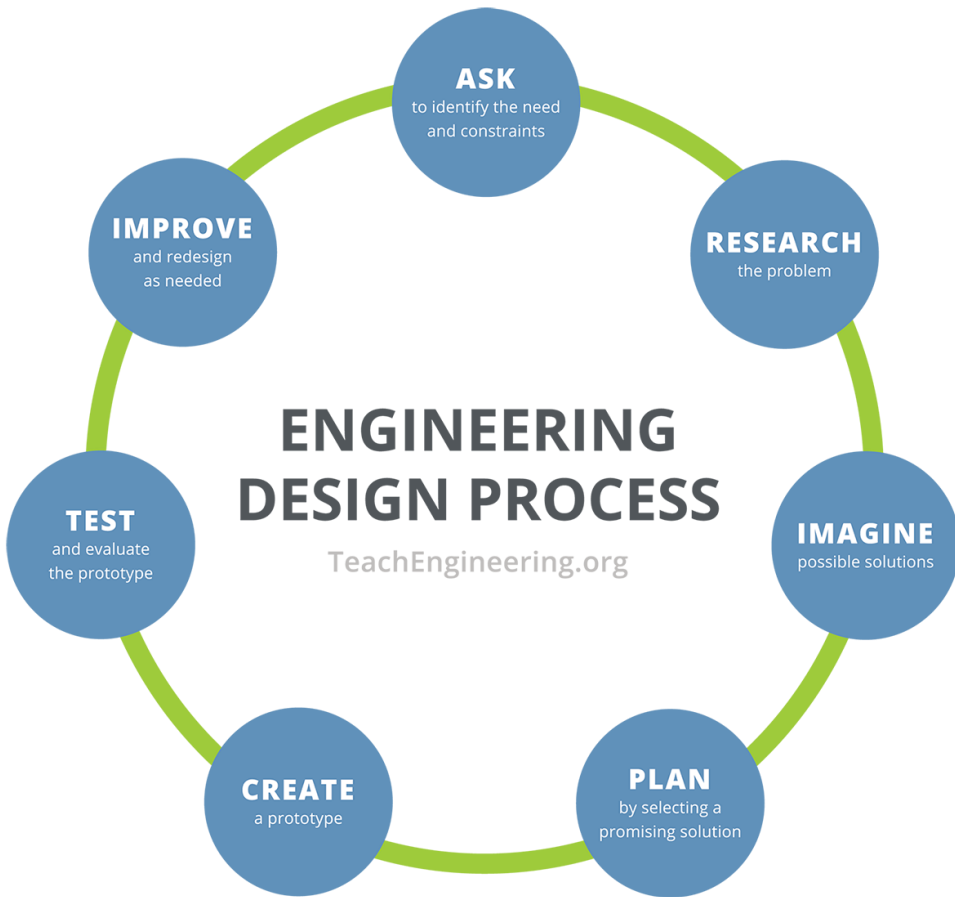 ASK
to identify the need
and constraints
RESEARCH
the problem
IMAGINE
possible solutions
PLAN
by selecting a
promising solution
CREATE
a prototype
TEST
and evaluate
the prototype
IMPROVE
and redesign
as needed
ENGINEERING
DESIGN PROCESS
TeachEngineering.org